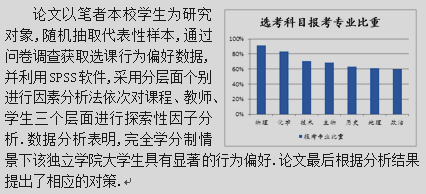 论文以笔者本校学生为研究
对象,随机抽取代表性样本,通过
问卷调查获取选课行为偏好数据,
并利用SPSS软件,采用分层面个别
进行因素分析法依次对课程、教师、
学生三个层面进行探索性因子分
析.数据分析表明,完全学分制情
景下该独立学院大学生具有显著的行为偏好.论文最后根据分析结果
提出了相应的对策.↵
选考科目报考专业比重
100%
80%
60%
40%
20%
0%
物理 化学 技术 生物 历史 地理 政治
报考专业比重